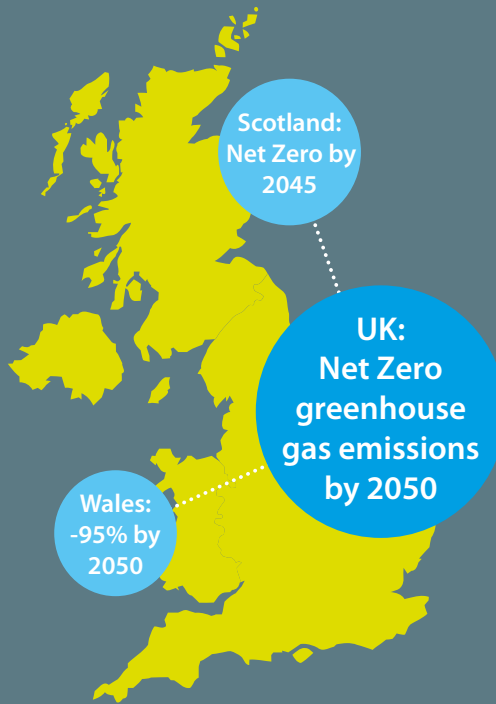 Scotland:
Net Zero by
2045
UK:
Net Zero
greenhouse
gas emissions
by 2050
Wales:
-95% by
2050